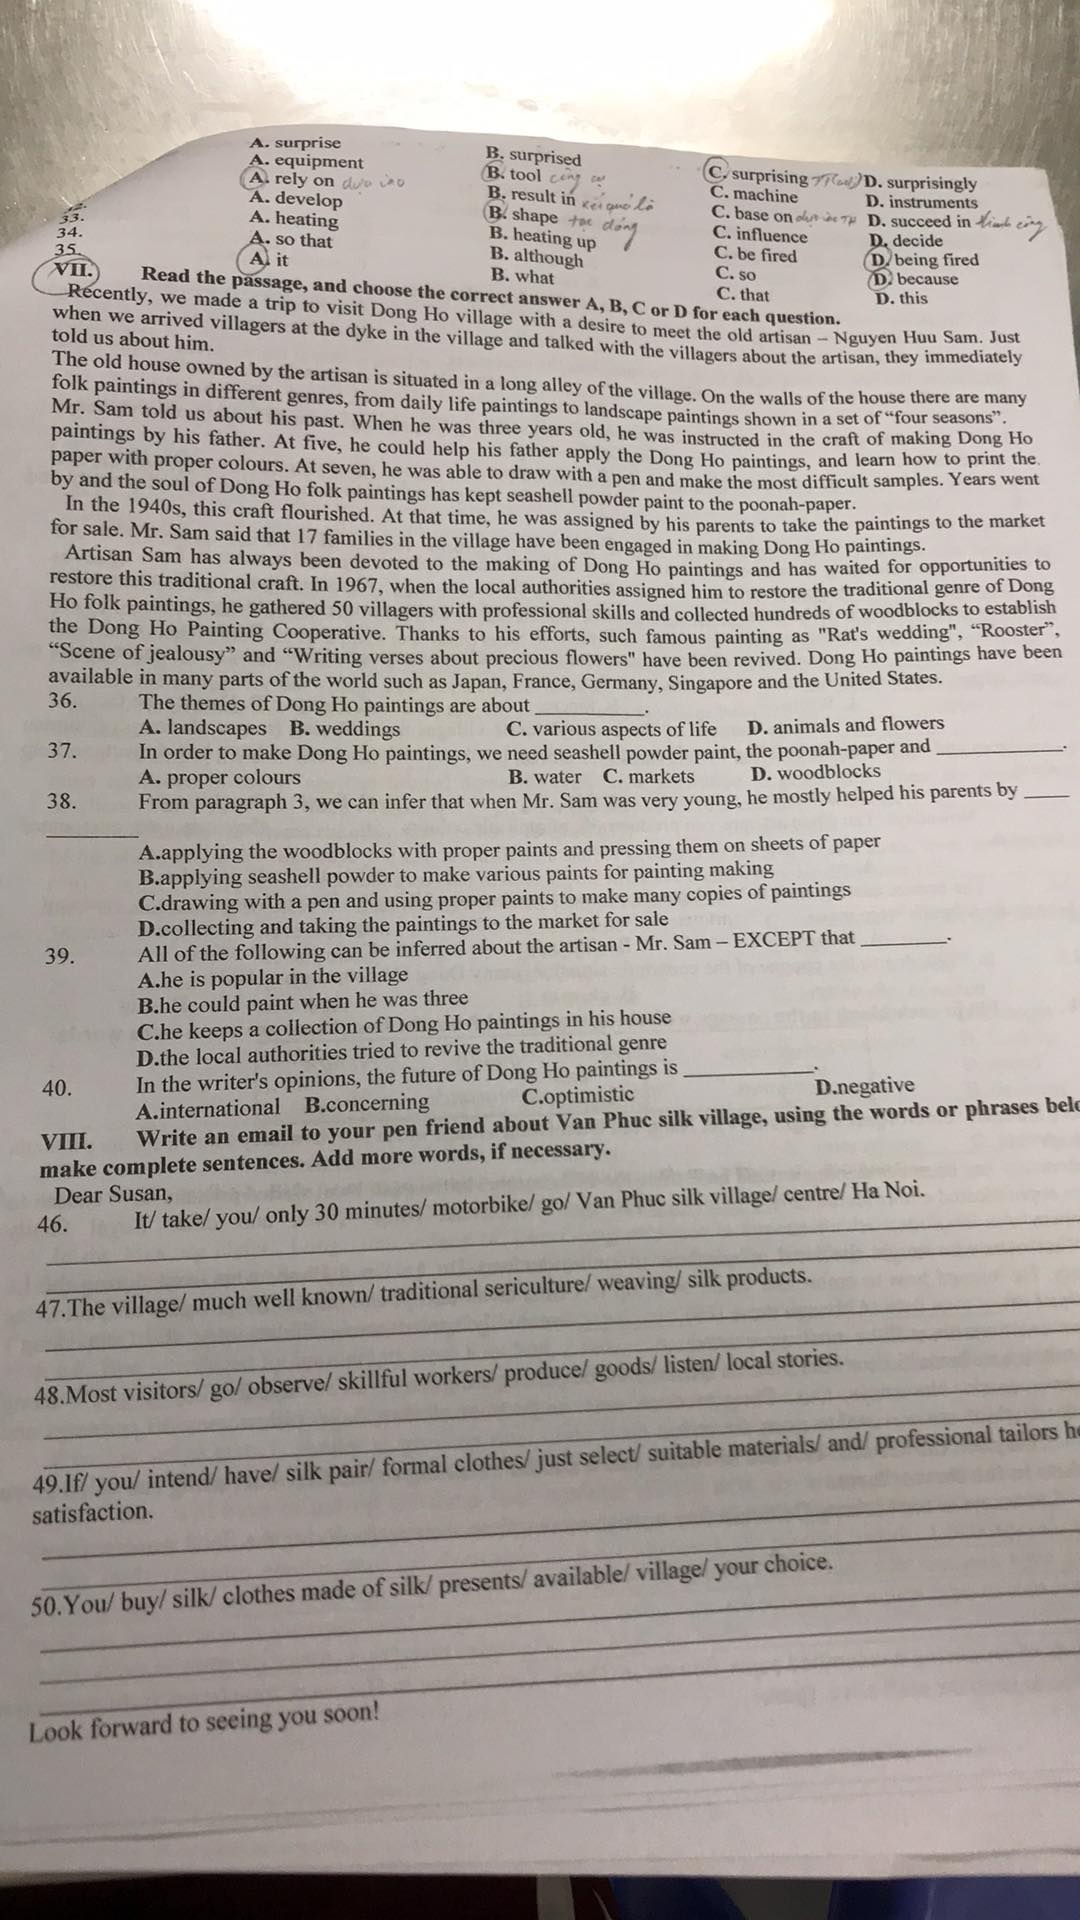 A. surprise B. surprised C. surprising D. surprisingly
A. equipment B. tool công cụ C. machine D. instruments
A. rely on dựa vào B. result in kết quả là C. base on D. succeed in thành công
A. develop B. shape tạc dáng C. influence D. decide
33. A. heating B. heating up C. be fired D. being fired
34. A. so that B. although C. so D. because
35. A. it B. what C. that D. this
VII. Read the passage, and choose the correct answer A, B, C or D for each question.
Recently, we made a trip to visit Dong Ho village with a desire to meet the old artisan – Nguyen Huu Sam. Just
when we arrived villagers at the dyke in the village and talked with the villagers about the artisan, they immediately
told us about him.
The old house owned by the artisan is situated in a long alley of the village. On the walls of the house there are many
folk paintings in different genres, from daily life paintings to landscape paintings shown in a set of “four seasons”.
Mr. Sam told us about his past. When he was three years old, he was instructed in the craft of making Dong Ho
paintings by his father. At five, he could help his father apply the Dong Ho paintings, and learn how to print the
paper with proper colours. At seven, he was able to draw with a pen and make the most difficult samples. Years went
by and the soul of Dong Ho folk paintings has kept seashell powder paint to the poonah-paper.
In the 1940s, this craft flourished. At that time, he was assigned by his parents to take the paintings to the market
for sale. Mr. Sam said that 17 families in the village have been engaged in making Dong Ho paintings.
Artisan Sam has always been devoted to the making of Dong Ho paintings and has waited for opportunities to
restore this traditional craft. In 1967, when the local authorities assigned him to restore the traditional genre of Dong
Ho folk paintings, he gathered 50 villagers with professional skills and collected hundreds of woodblocks to establish
the Dong Ho Painting Cooperative. Thanks to his efforts, such famous painting as "Rat's wedding", “Rooster”,
“Scene of jealousy” and “Writing verses about precious flowers" have been revived. Dong Ho paintings have been
available in many parts of the world such as Japan, France, Germany, Singapore and the United States.
36. The themes of Dong Ho paintings are about __________.
A. landscapes B. weddings C. various aspects of life D. animals and flowers
37. In order to make Dong Ho paintings, we need seashell powder paint, the poonah-paper and __________.
A. proper colours B. water C. markets D. woodblocks
38. From paragraph 3, we can infer that when Mr. Sam was very young, he mostly helped his parents by ____
________
A.applying the woodblocks with proper paints and pressing them on sheets of paper
B.applying seashell powder to make various paints for painting making
C.drawing with a pen and using proper paints to make many copies of paintings
D.collecting and taking the paintings to the market for sale
39. All of the following can be inferred about the artisan - Mr. Sam – EXCEPT that ________.
A.he is popular in the village
B.he could paint when he was three
C.he keeps a collection of Dong Ho paintings in his house
D.the local authorities tried to revive the traditional genre
40. In the writer's opinions, the future of Dong Ho paintings is __________.
A.international B.concerning C.optimistic D.negative
VIII. Write an email to your pen friend about Van Phuc silk village, using the words or phrases
make complete sentences. Add more words, if necessary.
Dear Susan,
46. It/ take/ you/ only 30 minutes/ motorbike/ go/ Van Phuc silk village/ centre/ Ha Noi.
47.The village/ much well known/ traditional sericulture/ weaving/ silk products.
48.Most visitors/ go/ observe/ skillful workers/ produce/ goods/ listen/ local stories.
49.If/ you/ intend/ have/ silk pair/ formal clothes/ just select/ suitable materials/ and/ professional tailors
satisfaction.
50.You/ buy/ silk/ clothes made of silk/ presents/ available/ village/ your choice.
Look forward to seeing you soon!